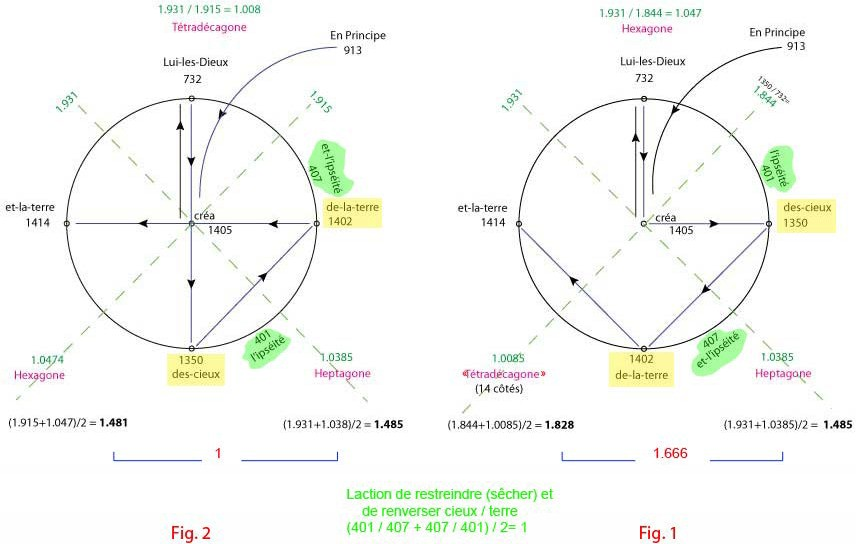 1.931 / 1.915 = 1.008
Tétradécagone
En Principe
913
Lui-les-Dieux
732
1.931
1.915
et-l'ipséité
407
et-la-terre
1414
créa
1405
de-la-terre
1402
401
l'ipséité
1.0474
Hexagone
1350
des-cieux
1.0385
Heptagone
(1.915+1.047)/2 = 1.481
(1.931+1.038)/2 = 1.485
1
Fig. 2
1.931 / 1.844 = 1.047
Hexagone
En Principe
913
Lui-les-Dieux
732
1.931
1350 / 732=
1.844
l'ipséité
401
et-la-terre
1414
créa
1405
des-cieux
1350
407
et-l'ipséité
1.0085
«Tétradécagone»
(14 côtés)
1402
de-la-terre
1.0385
Heptagone
(1.844+1.0085)/2 = 1.828
(1.931+1.0385)/2 = 1.485
1.666
Laction de restreindre (sêcher) et
de renverser cieux / terre
(401 / 407 + 407 / 401) / 2= 1
Fig. 1